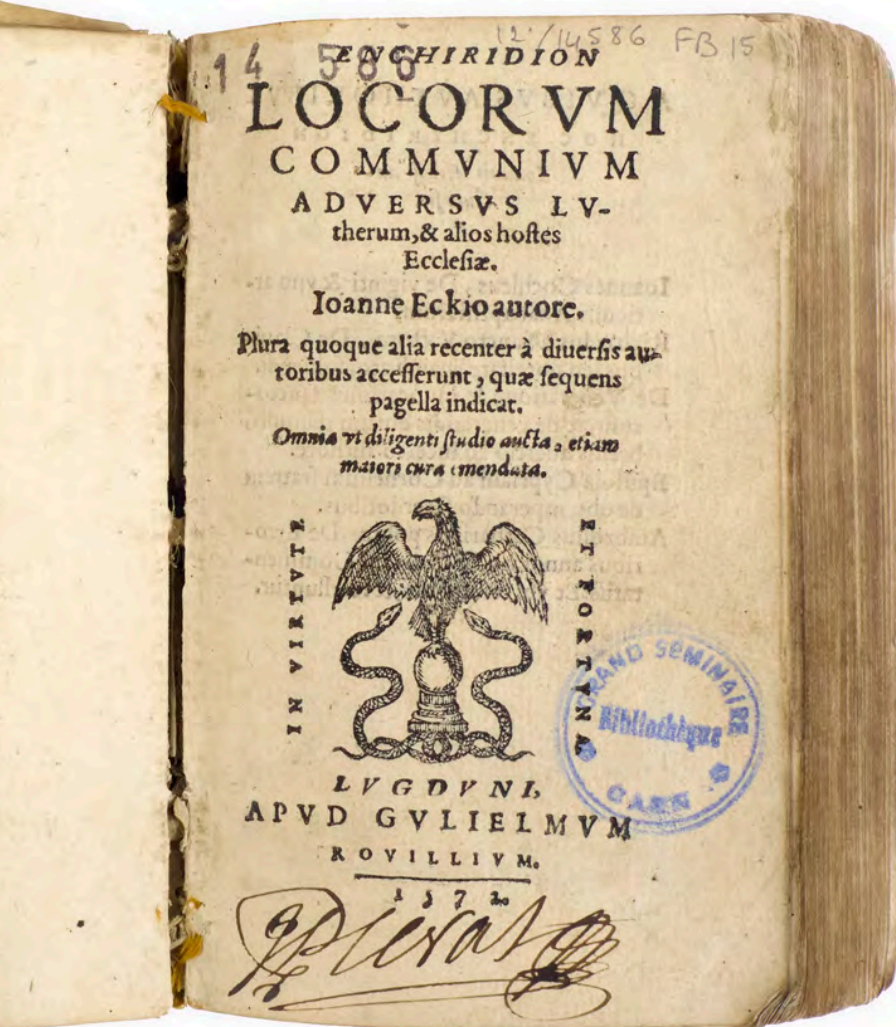 12°/14586 FB 15
14 586
ENCHIRIDION
LOCORVM
COMMVNIVM
ADVERSVS LV-
therum, & alios hoſtes
Eccleſiæ.
Ioanne Eckio autore.
Plura quoque alia recenter à diuerſis au-
toribus acceſſerunt, quæ ſequens
pagella indicat.
Omnia vt diligenti ſtudio aucta, etiam
maiori cura emendata.
IN VIRTVTE
ET FORTVNA
GRAND SEMINAIRE
Bibliothèque
CAEN
LVGDVNI,
APVD GVLIELMVM
ROVILLIVM.
1572.